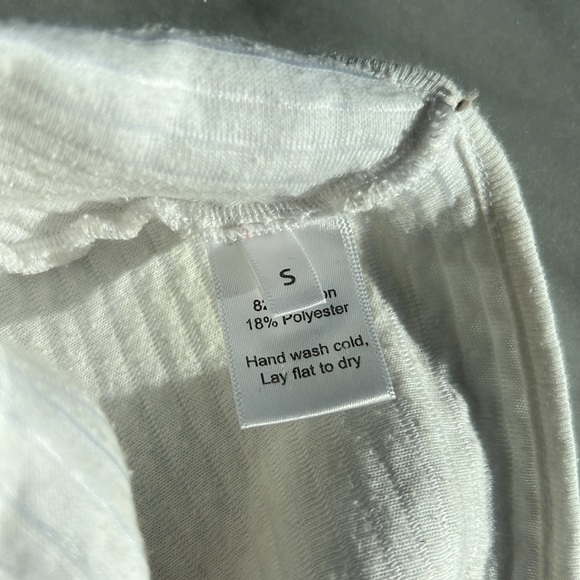 S
18% Polyester
Hand wash cold,
Lay flat to dry